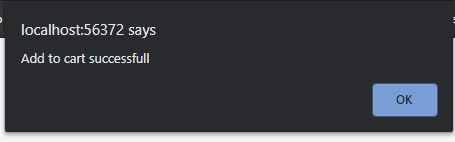 localhost:56372 says
Add to cart successfull
OK